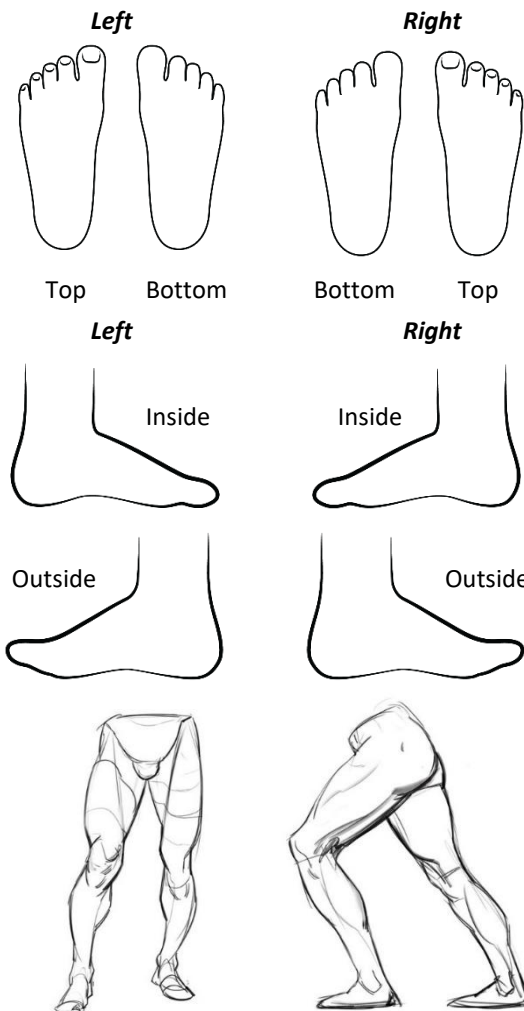 Left Right
Top Bottom Bottom Top
Left Right
Inside Inside
Outside Outside